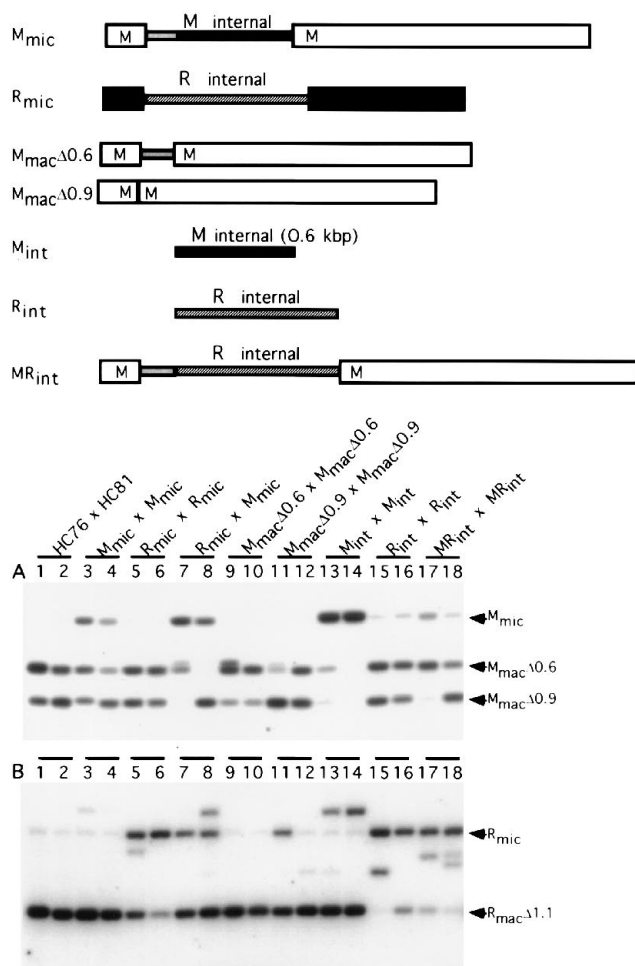 M internal
Mmic M M
R internal
Rmic
MmacΔ0.6 M M
MmacΔ0.9 M M
M internal (0.6 kbp)
Mint
R internal
Rint
R internal
MRint M M
HC76 x HC81
Mmic x Mmic
Rmic x Rmic
Rmic x Mmic
MmacΔ0.6 x MmacΔ0.6
MmacΔ0.9 x MmacΔ0.9
Mint x Mint
Rint x Rint
MRint x MRint
A 1 2 3 4 5 6 7 8 9 10 11 12 13 14 15 16 17 18
Mmic
MmacΔ0.6
MmacΔ0.9
B 1 2 3 4 5 6 7 8 9 10 11 12 13 14 15 16 17 18
Rmic
RmacΔ1.1